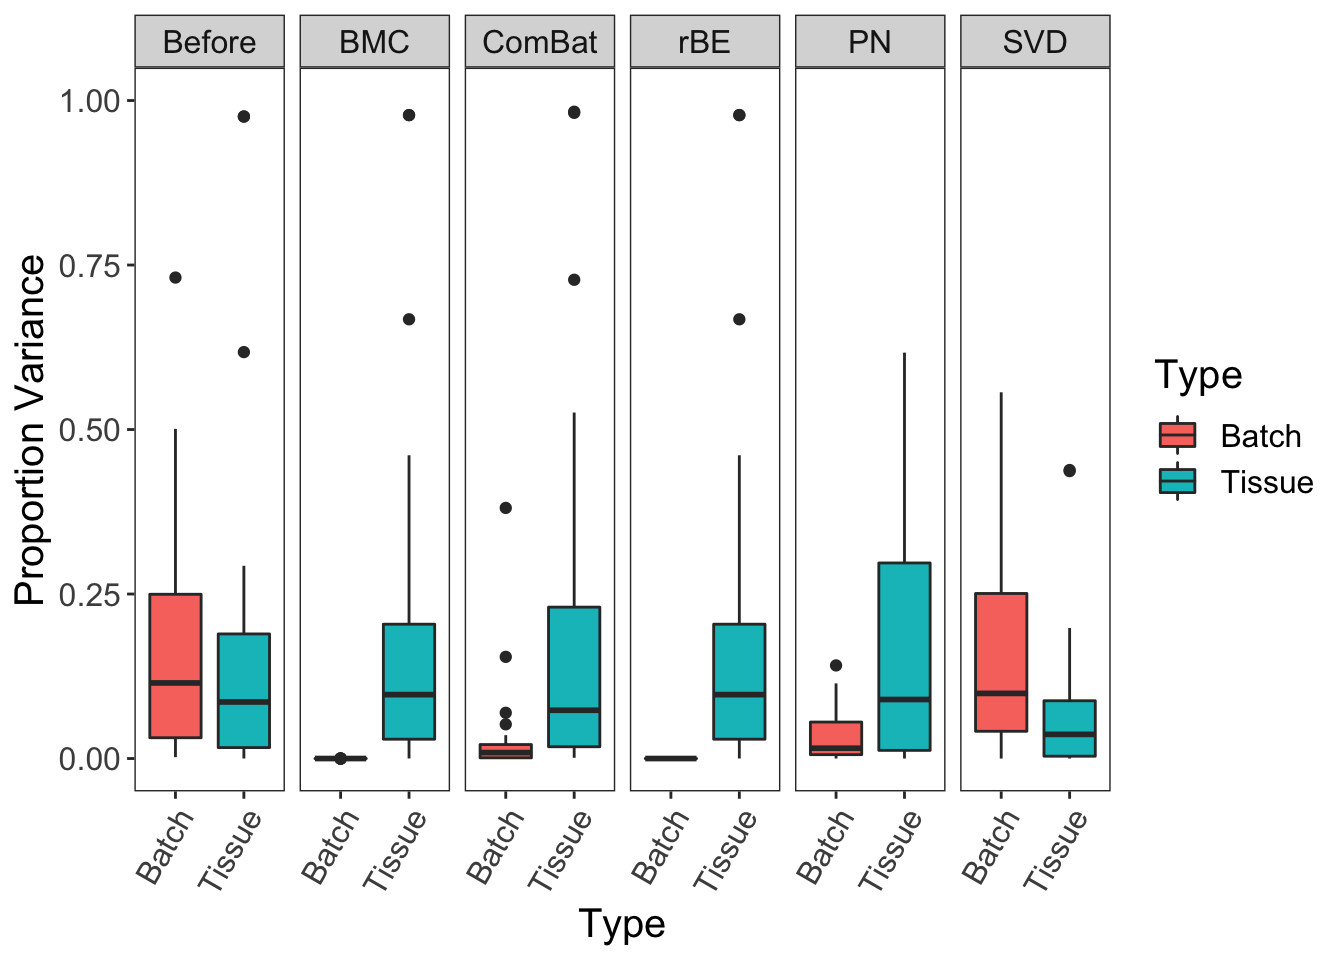 Before BMC ComBat rBE PN SVD
1.00
0.75
0.50
0.25
0.00
Proportion Variance
Batch Tissue Batch Tissue Batch Tissue Batch Tissue Batch Tissue Batch Tissue
Type
Type
Batch
Tissue